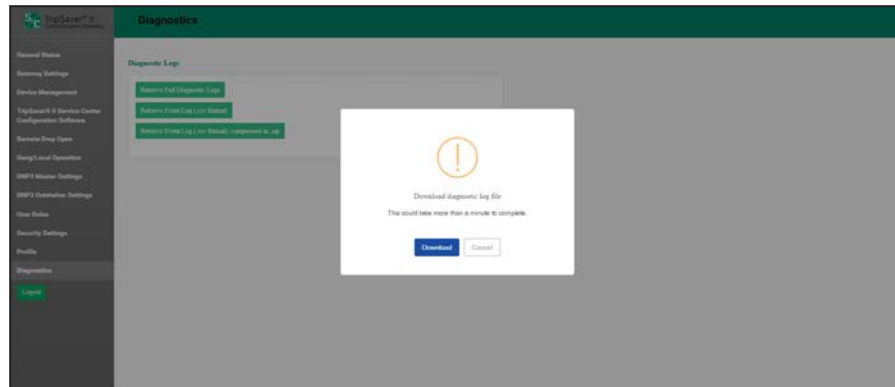 S&C TripSaver® II
Communication Gateway
Diagnostics
General Status
Gateway Settings
Device Management
TripSaver® II Service Center
Configuration Software
Remote Drop Open
Gang/Local Operation
DNP3 Master Settings
DNP3 Outstation Settings
User Roles
Security Settings
Profile
Diagnostics
Logout
Diagnostic Logs
Retrieve Full Diagnostic Logs
Retrieve Event Log (.csv format)
Retrieve Event Log (.csv format), compressed as .zip
Download diagnostic log file
This could take more than a minute to complete.
Download
Cancel